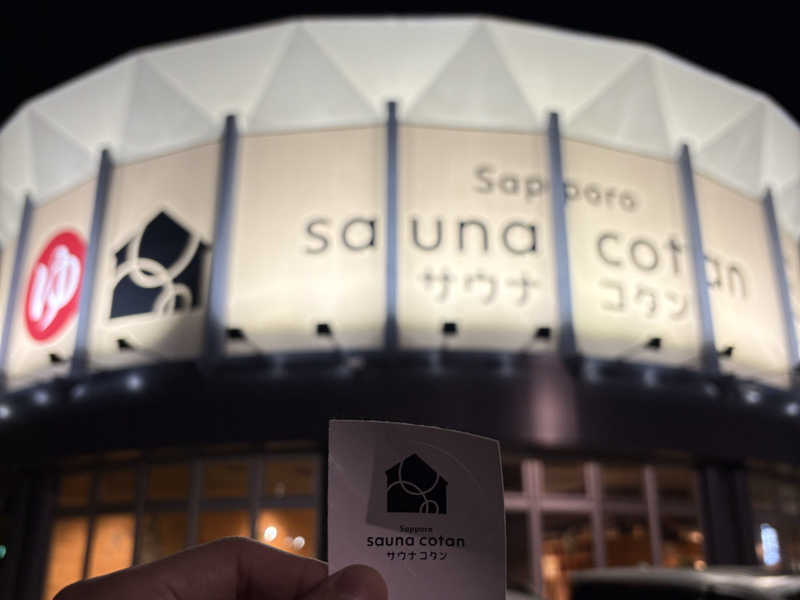 ゆ
Sapporo
sauna cotan
サウナ コタン
Sapporo
sauna cotan
サウナコタン